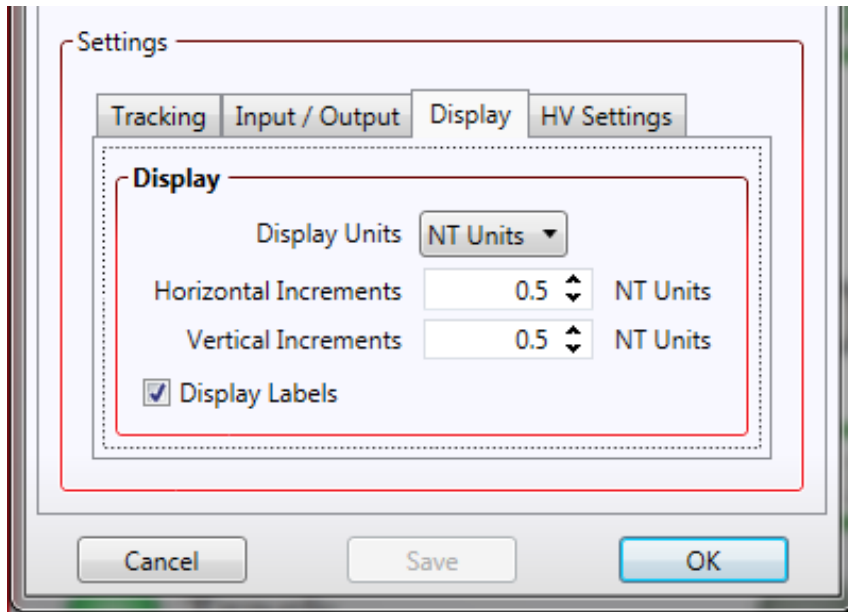 Settings
Tracking Input / Output Display HV Settings
Display
Display Units NT Units
Horizontal Increments 0.5 NT Units
Vertical Increments 0.5 NT Units
Display Labels
Cancel Save OK